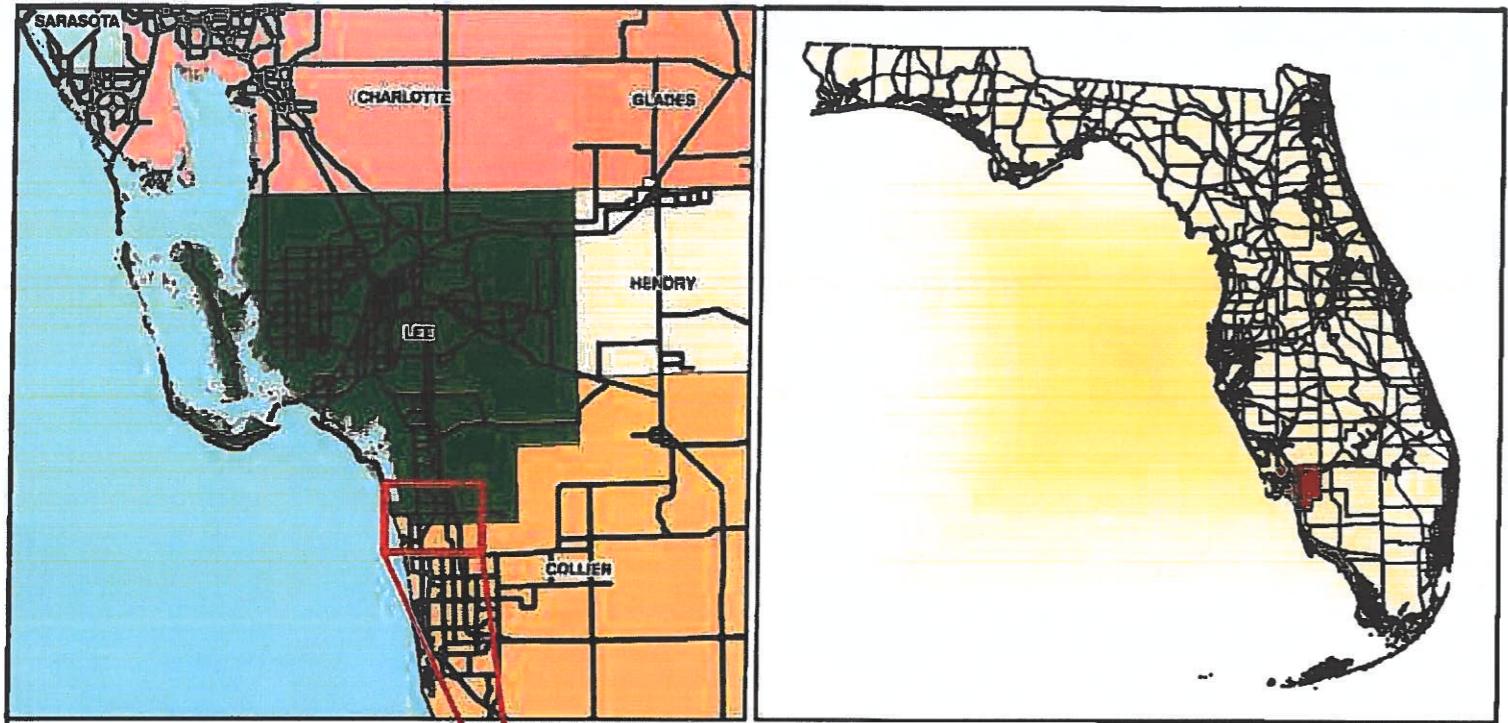 SARASOTA
CHARLOTTE
GLADES
HENDRY
LEE
COLLIER